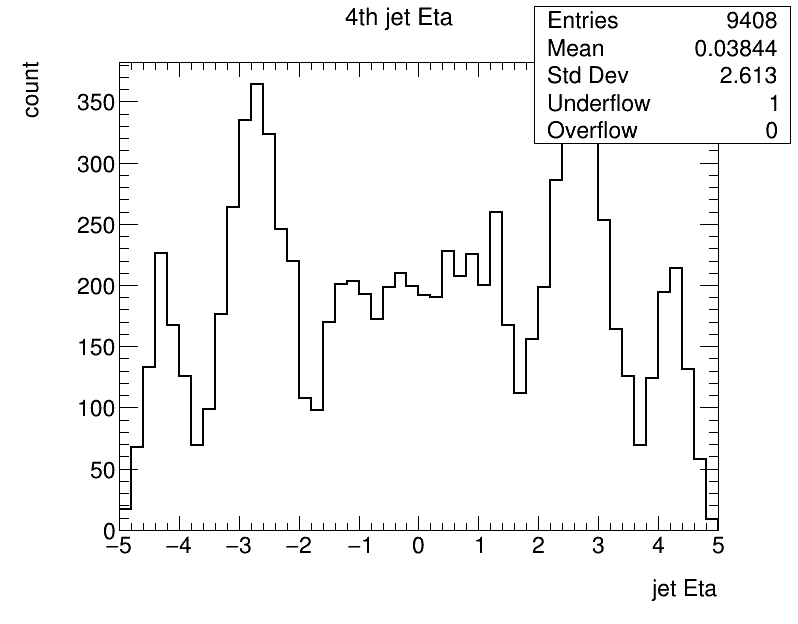 4th jet Eta
Entries 9408
Mean 0.03844
Std Dev 2.613
Underflow 1
Overflow 0
count
350
300
250
200
150
100
50
0
−5 −4 −3 −2 −1 0 1 2 3 4 5
jet Eta